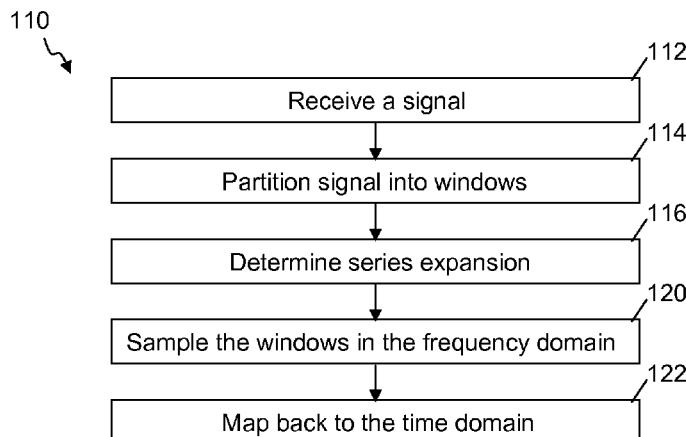 110
112
Receive a signal
114
Partition signal into windows
116
Determine series expansion
120
Sample the windows in the frequency domain
122
Map back to the time domain